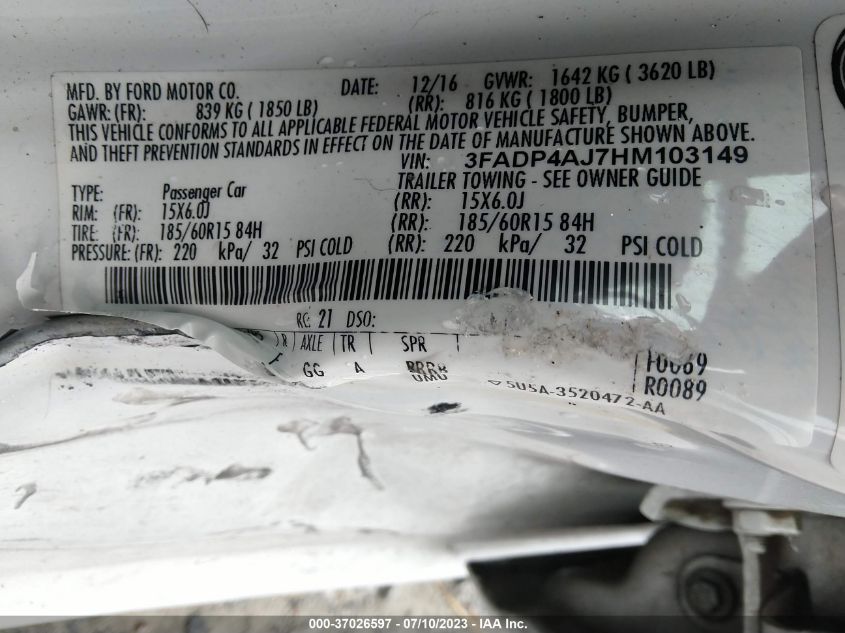 MFD. BY FORD MOTOR CO. DATE: 12/16 GVWR: 1642 KG ( 3620 LB)
GAWR: (FR): 839 KG ( 1850 LB) (RR): 816 KG ( 1800 LB)
THIS VEHICLE CONFORMS TO ALL APPLICABLE FEDERAL MOTOR VEHICLE SAFETY, BUMPER,
AND THEFT PREVENTION STANDARDS IN EFFECT ON THE DATE OF MANUFACTURE SHOWN ABOVE.
VIN: 3FADP4AJ7HM103149
TYPE: Passenger Car TRAILER TOWING - SEE OWNER GUIDE
RIM: (FR): 15X6.0J (RR): 15X6.0J
TIRE: (FR): 185/60R15 84H (RR): 185/60R15 84H
PRESSURE: (FR): 220 kPa/ 32 PSI COLD (RR): 220 kPa/ 32 PSI COLD
RC: 21 DSO:
R AXLE TR SPR
GG A F0069
R0089
5U5A-3520472-AA
000-37026597 - 07/10/2023 - IAA Inc.